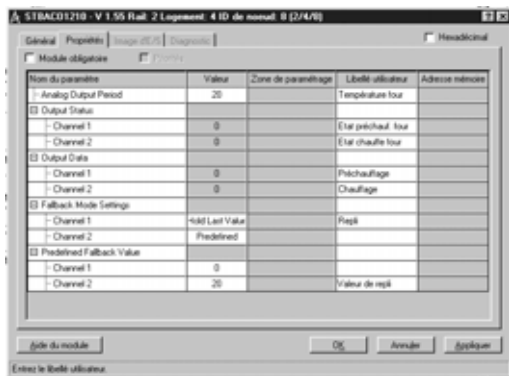 STBACO1210 - V 1.55 Rail: 2 Logement: 4 ID de noeud: 8 (2/4/8)
Général Propriétés Image d'E/S Diagnostic Hexadécimal
Module obligatoire
Nom du paramètre Valeur Zone de paramétrage Libellé utilisateur Adresse mémoire
Analog Output Period 20 Température four
Output Status
Channel 1 0 Etat préchauf. four
Channel 2 0 Etat chauffe four
Output Data
Channel 1 0 Préchauffage
Channel 2 0 Chauffage
Fallback Mode Settings
Channel 1 Hold Last Value Repli
Channel 2 Predefined
Predefined Fallback Value
Channel 1 0
Channel 2 20 Valeur de repli
Aide du module OK Annuler Appliquer
Entrez le libellé utilisateur.